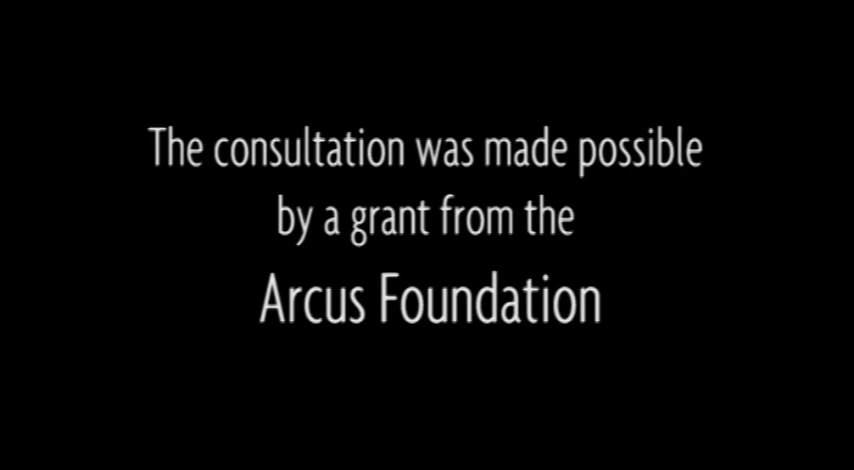 The consultation was made possible
by a grant from the
Arcus Foundation